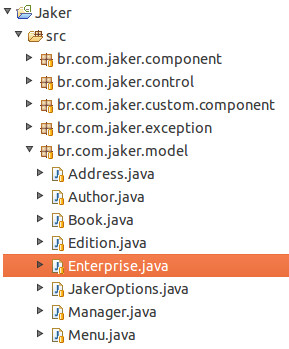 Jaker
src
br.com.jaker.component
br.com.jaker.control
br.com.jaker.custom.component
br.com.jaker.exception
br.com.jaker.model
Address.java
Author.java
Book.java
Edition.java
Enterprise.java
JakerOptions.java
Manager.java
Menu.java